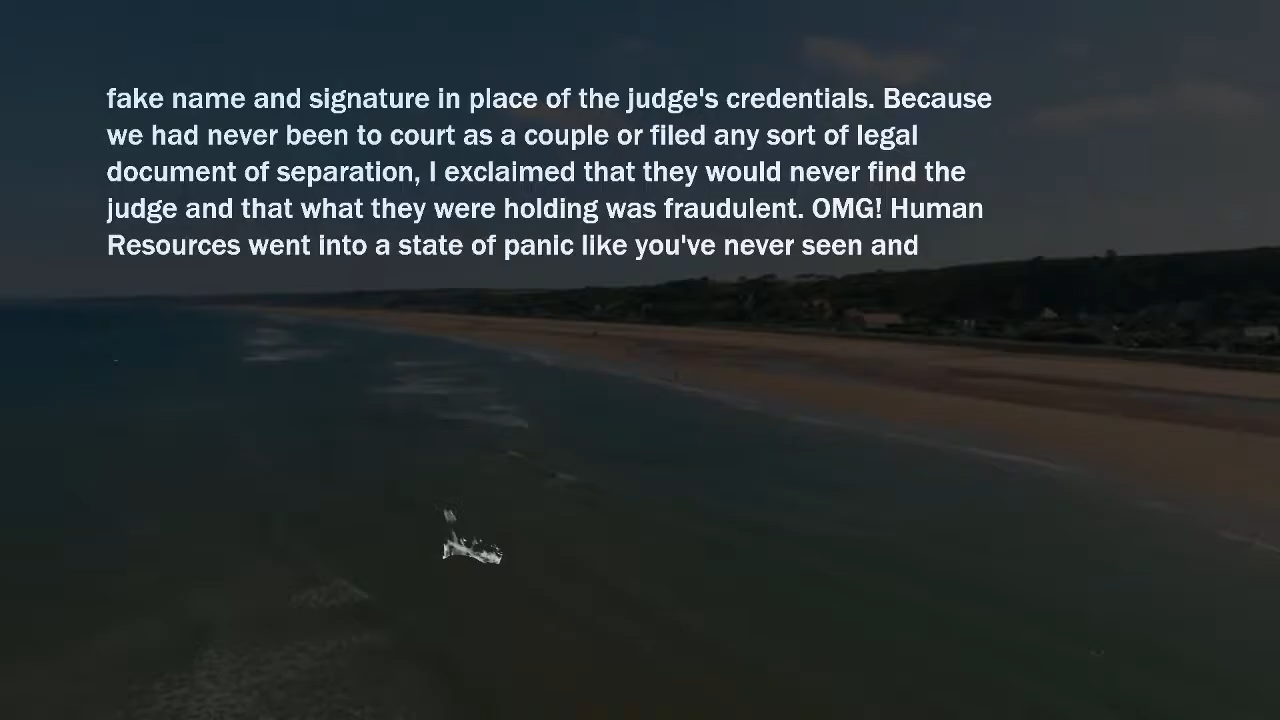 fake name and signature in place of the judge's credentials. Because
we had never been to court as a couple or filed any sort of legal
document of separation, I exclaimed that they would never find the
judge and that what they were holding was fraudulent. OMG! Human
Resources went into a state of panic like you've never seen and